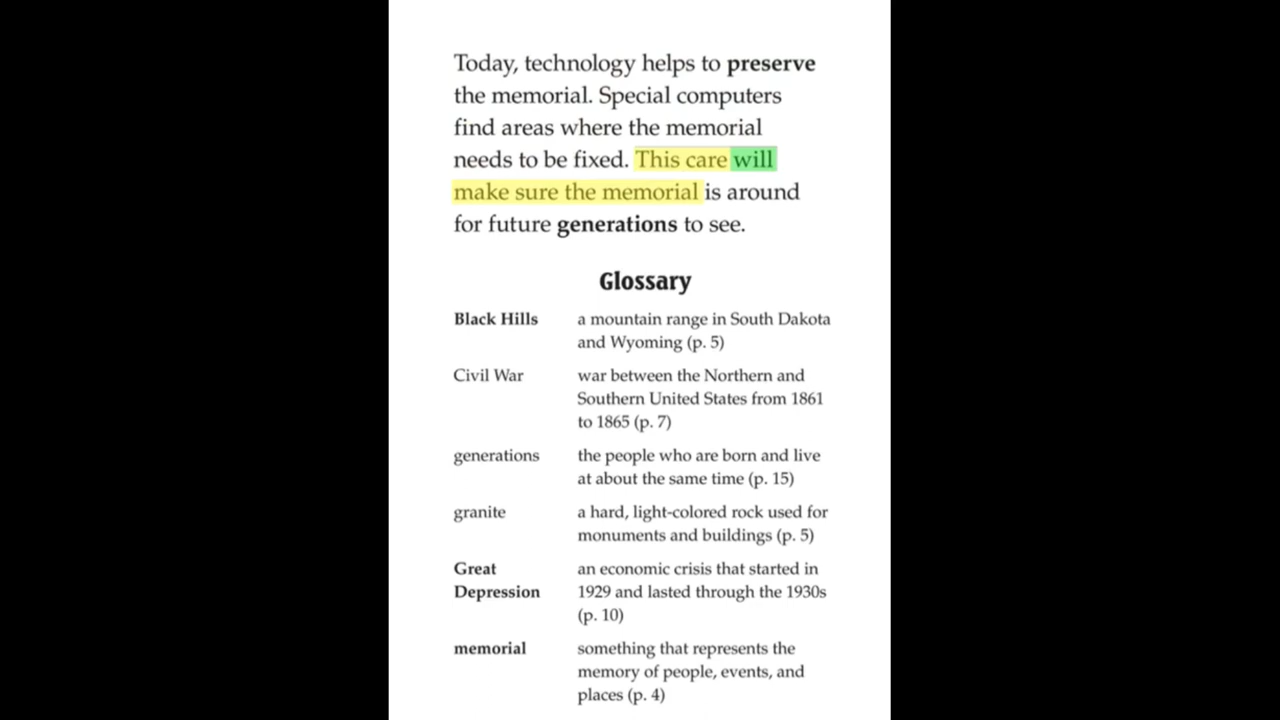 Today, technology helps to preserve
the memorial. Special computers
find areas where the memorial
needs to be fixed. This care will
make sure the memorial is around
for future generations to see.
Glossary
Black Hills a mountain range in South Dakota
and Wyoming (p. 5)
Civil War war between the Northern and
Southern United States from 1861
to 1865 (p. 7)
generations the people who are born and live
at about the same time (p. 15)
granite a hard, light-colored rock used for
monuments and buildings (p. 5)
Great an economic crisis that started in
Depression 1929 and lasted through the 1930s
(p. 10)
memorial something that represents the
memory of people, events, and
places (p. 4)